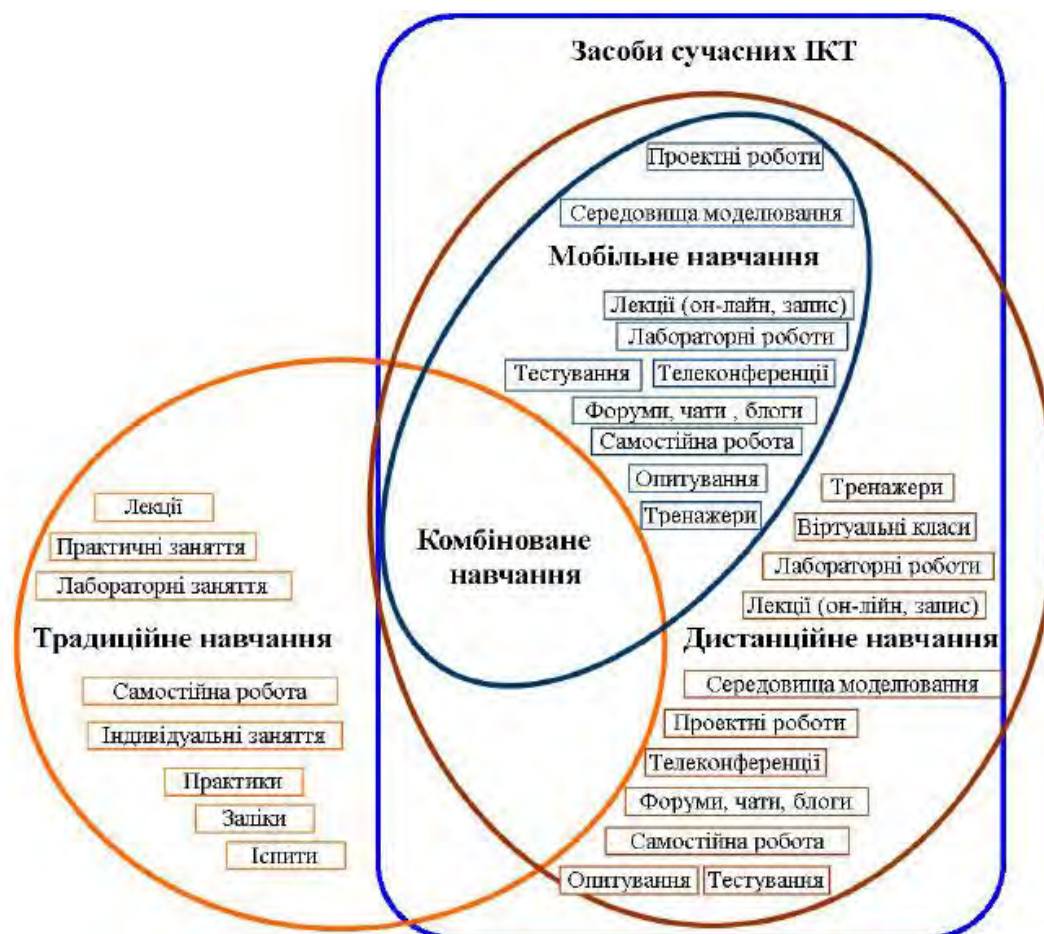 Засоби сучасних ІКТ
Проектні роботи
Середовища моделювання
Мобільне навчання
Лекції (он-лайн, запис)
Лабораторні роботи
Тестування
Телеконференції
Форуми, чати , блоги
Самостійна робота
Опитування
Тренажери
Комбіноване
навчання
Лекції
Практичні заняття
Лабораторні заняття
Традиційне навчання
Самостійна робота
Індивідуальні заняття
Практики
Заліки
Іспити
Тренажери
Віртуальні класи
Лабораторні роботи
Лекції (он-лійн, запис)
Дистанційне навчання
Середовища моделювання
Проектні роботи
Телеконференції
Форуми, чати, блоги
Самостійна робота
Опитування
Тестування